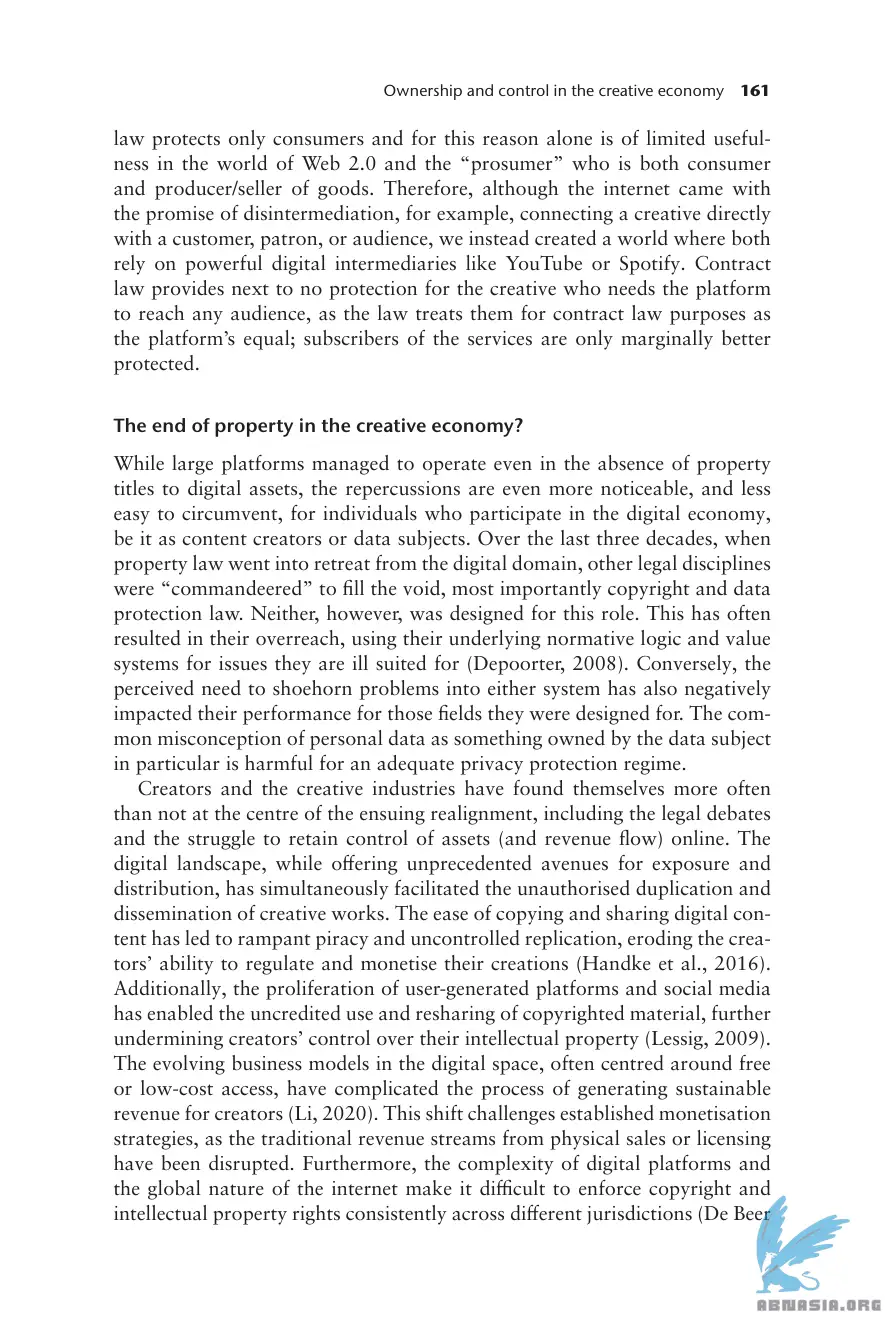 Ownership and control in the creative economy 161
law protects only consumers and for this reason alone is of limited useful-
ness in the world of Web 2.0 and the “prosumer” who is both consumer
and producer/seller of goods. Therefore, although the internet came with
the promise of disintermediation, for example, connecting a creative directly
with a customer, patron, or audience, we instead created a world where both
rely on powerful digital intermediaries like YouTube or Spotify. Contract
law provides next to no protection for the creative who needs the platform
to reach any audience, as the law treats them for contract law purposes as
the platform’s equal; subscribers of the services are only marginally better
protected.
The end of property in the creative economy?
While large platforms managed to operate even in the absence of property
titles to digital assets, the repercussions are even more noticeable, and less
easy to circumvent, for individuals who participate in the digital economy,
be it as content creators or data subjects. Over the last three decades, when
property law went into retreat from the digital domain, other legal disciplines
were “commandeered” to fill the void, most importantly copyright and data
protection law. Neither, however, was designed for this role. This has often
resulted in their overreach, using their underlying normative logic and value
systems for issues they are ill suited for (Depoorter, 2008). Conversely, the
perceived need to shoehorn problems into either system has also negatively
impacted their performance for those fields they were designed for. The com-
mon misconception of personal data as something owned by the data subject
in particular is harmful for an adequate privacy protection regime.
Creators and the creative industries have found themselves more often
than not at the centre of the ensuing realignment, including the legal debates
and the struggle to retain control of assets (and revenue flow) online. The
digital landscape, while offering unprecedented avenues for exposure and
distribution, has simultaneously facilitated the unauthorised duplication and
dissemination of creative works. The ease of copying and sharing digital con-
tent has led to rampant piracy and uncontrolled replication, eroding the crea-
tors’ ability to regulate and monetise their creations (Handke et al., 2016).
Additionally, the proliferation of user-generated platforms and social media
has enabled the uncredited use and resharing of copyrighted material, further
undermining creators’ control over their intellectual property (Lessig, 2009).
The evolving business models in the digital space, often centred around free
or low-cost access, have complicated the process of generating sustainable
revenue for creators (Li, 2020). This shift challenges established monetisation
strategies, as the traditional revenue streams from physical sales or licensing
have been disrupted. Furthermore, the complexity of digital platforms and
the global nature of the internet make it difficult to enforce copyright and
intellectual property rights consistently across different jurisdictions (De Beer
ABNASIA.ORG